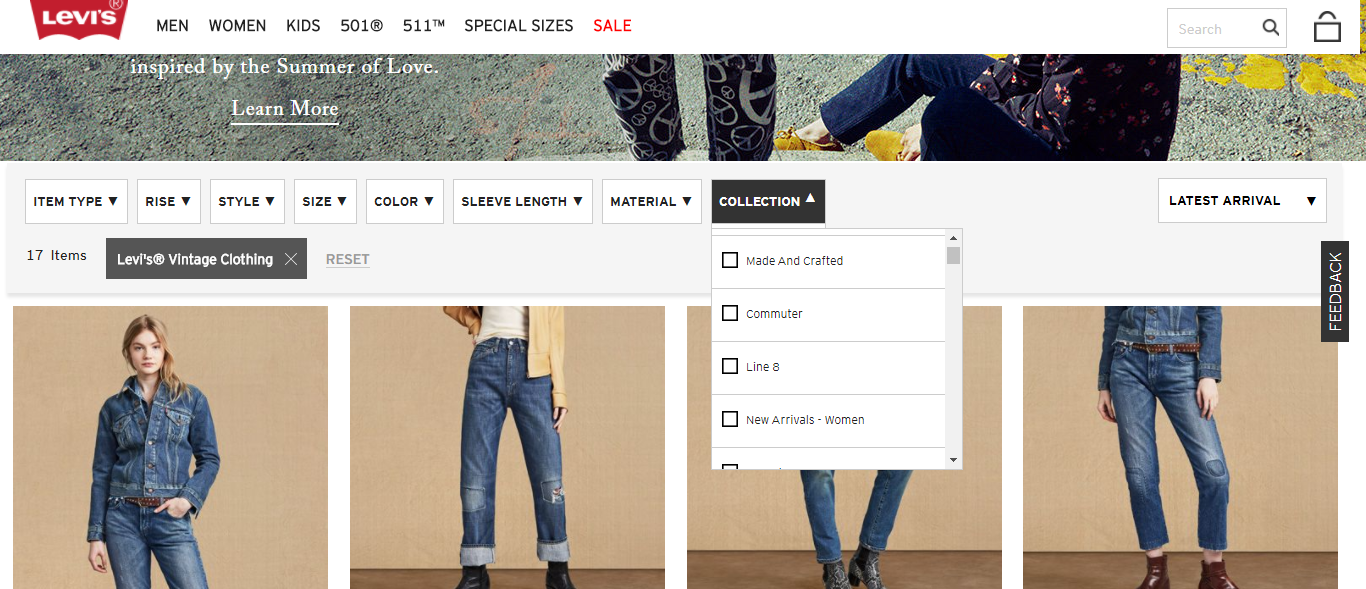 LEVI'S®
MEN WOMEN KIDS 501® 511™ SPECIAL SIZES SALE
Search
inspired by the Summer of Love.
Learn More
ITEM TYPE ▼ RISE ▼ STYLE ▼ SIZE ▼ COLOR ▼ SLEEVE LENGTH ▼ MATERIAL ▼ COLLECTION ▲ LATEST ARRIVAL ▼
17 Items Levi's® Vintage Clothing RESET
Made And Crafted
Commuter
Line 8
New Arrivals - Women
FEEDBACK